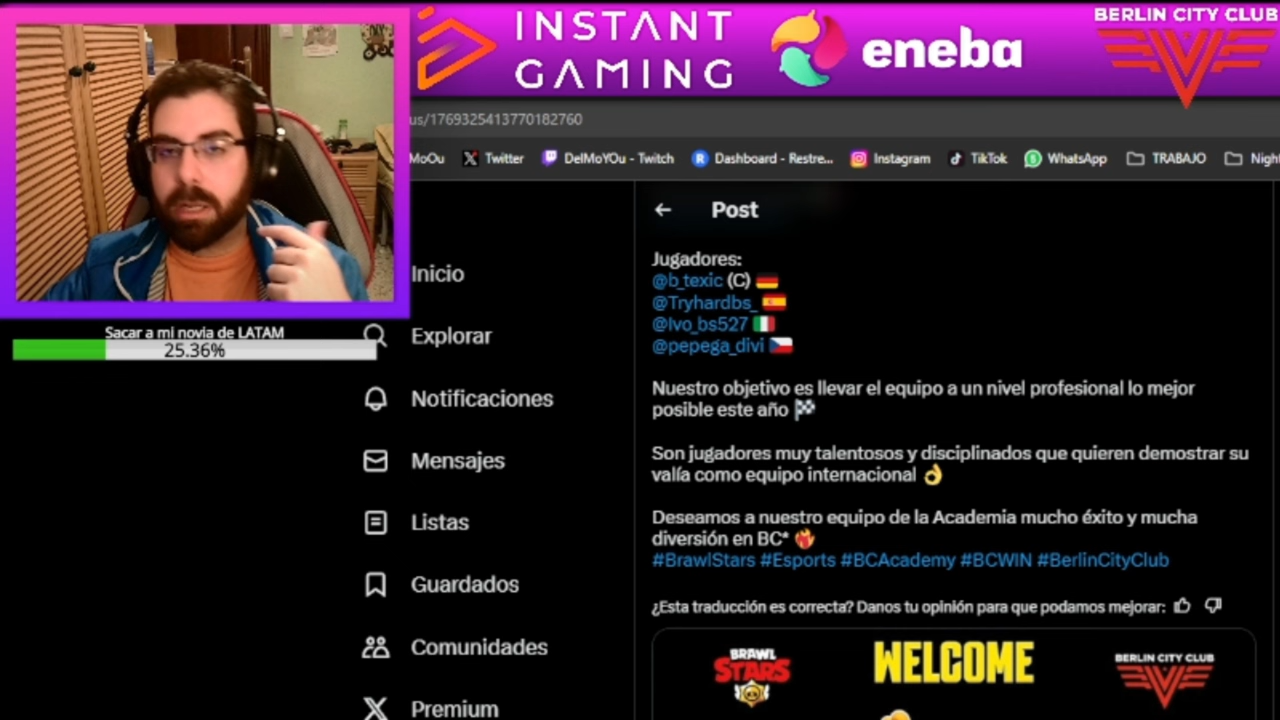 INSTANT
GAMING
eneba
BERLIN CITY CLUB
us/1769325413770182760
MoOu
Twitter
DelMoYOu - Twitch
Dashboard - Restre...
Instagram
TikTok
WhatsApp
TRABAJO
Nigh
Sacar a mi novia de LATAM
25.36%
Inicio
Explorar
Notificaciones
Mensajes
Listas
Guardados
Comunidades
Premium
Post
Jugadores:
@b_texic (C) 🇩🇪
@Tryhardbs_ 🇪🇸
@Ivo_bs527 🇮🇹
@pepega_divi 🇨🇿
Nuestro objetivo es llevar el equipo a un nivel profesional lo mejor
posible este año 🏁
Son jugadores muy talentosos y disciplinados que quieren demostrar su
valía como equipo internacional 👌
Deseamos a nuestro equipo de la Academia mucho éxito y mucha
diversión en BC* ❤️‍🔥
#BrawlStars #Esports #BCAcademy #BCWIN #BerlinCityClub
¿Esta traducción es correcta? Danos tu opinión para que podamos mejorar:
BRAWL
STARS
WELCOME
BERLIN CITY CLUB